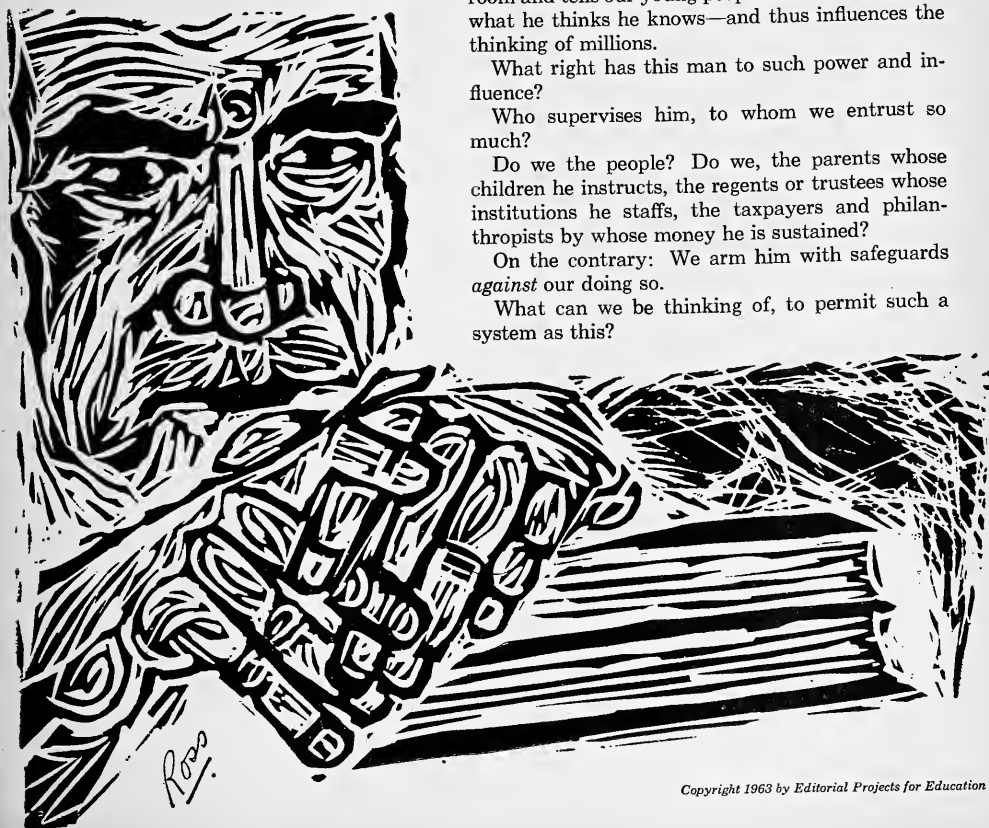 what he thinks he knows—and thus influences the
thinking of millions.
What right has this man to such power and in-
fluence?
Who supervises him, to whom we entrust so
much?
Do we the people? Do we, the parents whose
children he instructs, the regents or trustees whose
institutions he staffs, the taxpayers and philan-
thropists by whose money he is sustained?
On the contrary: We arm him with safeguards
against our doing so.
What can we be thinking of, to permit such a
system as this?
Ross
Copyright 1963 by Editorial Projects for Education